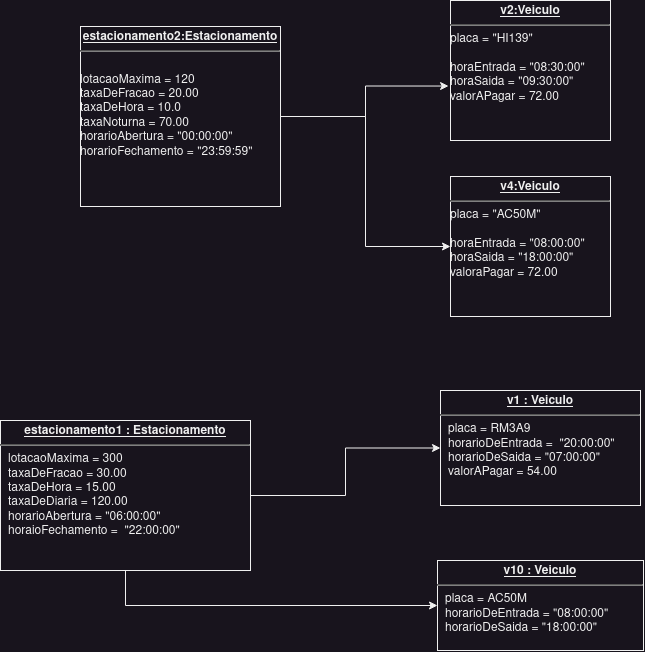 estacionamento2:Estacionamento
lotacaoMaxima = 120
taxaDeFracao = 20.00
taxaDeHora = 10.0
taxaNoturna = 70.00
horarioAbertura = "00:00:00"
horarioFechamento = "23:59:59"
v2:Veiculo
placa = "HI139"
horaEntrada = "08:30:00"
horaSaida = "09:30:00"
valorAPagar = 72.00
v4:Veiculo
placa = "AC50M"
horaEntrada = "08:00:00"
horaSaida = "18:00:00"
valoraPagar = 72.00
estacionamento1 : Estacionamento
lotacaoMaxima = 300
taxaDeFracao = 30.00
taxaDeHora = 15.00
taxaDeDiaria = 120.00
horarioAbertura = "06:00:00"
horaioFechamento =  "22:00:00"
v1 : Veiculo
placa = RM3A9
horarioDeEntrada =  "20:00:00"
horarioDeSaida = "07:00:00"
valorAPagar = 54.00
v10 : Veiculo
placa = AC50M
horarioDeEntrada = "08:00:00"
horarioDeSaida = "18:00:00"